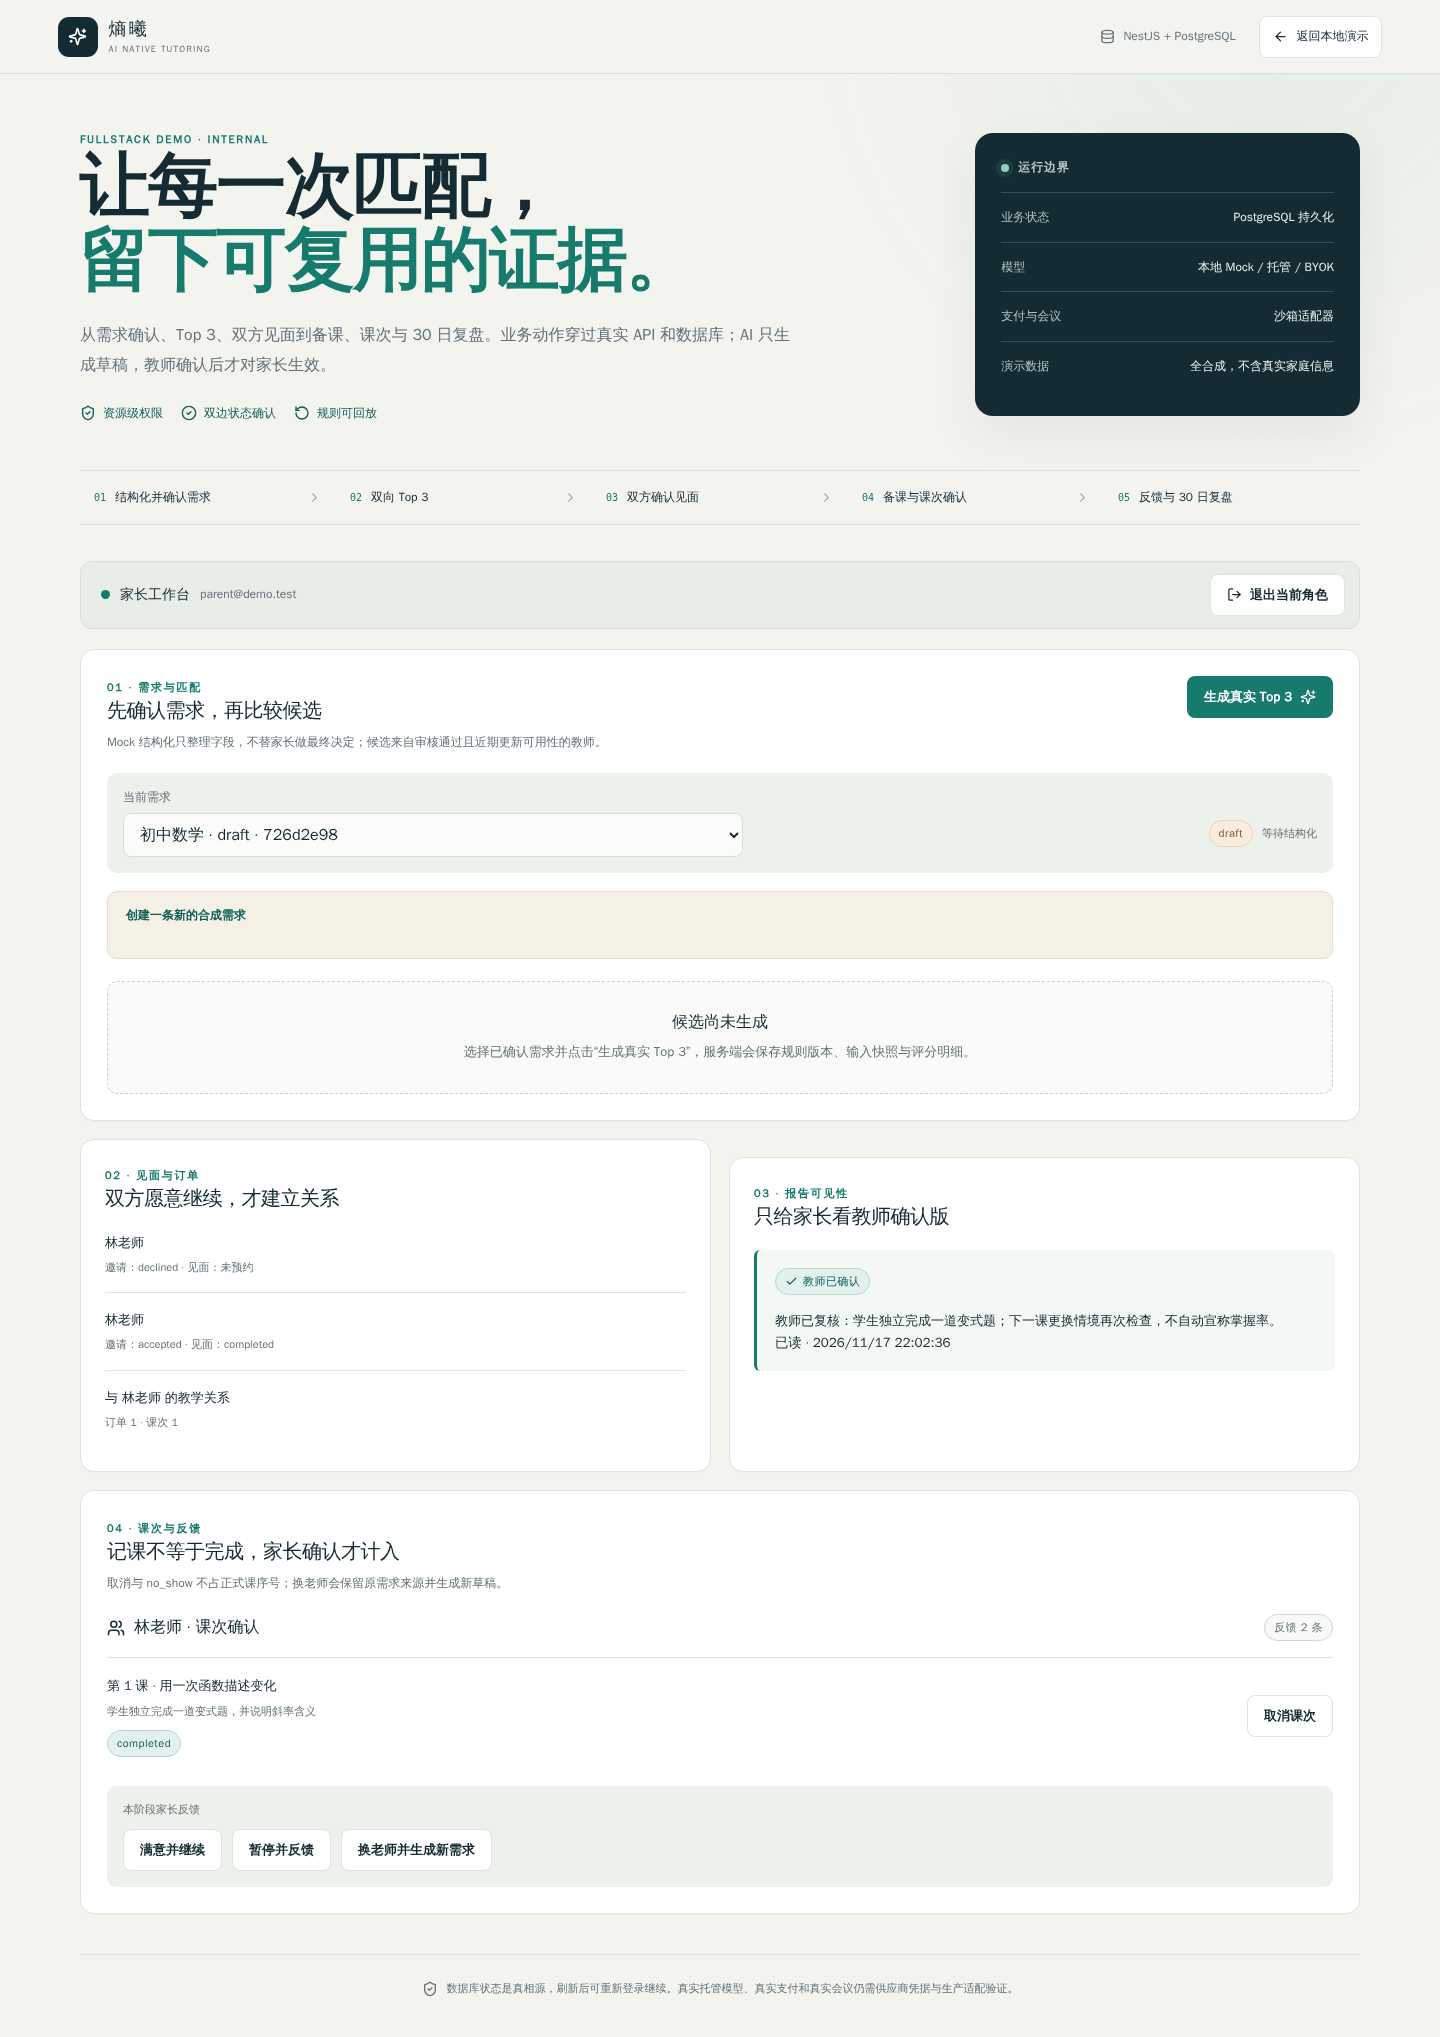 熵曦
AI NATIVE TUTORING
NestJS + PostgreSQL
返回本地演示
FULLSTACK DEMO · INTERNAL
让每一次匹配，
留下可复用的证据。
从需求确认、Top 3、双方见面到备课、课次与 30 日复盘。业务动作穿过真实 API 和数据库；AI 只生
成草稿，教师确认后才对家长生效。
资源级权限
双边状态确认
规则可回放
运行边界
业务状态
PostgreSQL 持久化
模型
本地 Mock / 托管 / BYOK
支付与会议
沙箱适配器
演示数据
全合成，不含真实家庭信息
01 结构化并确认需求
02 双向 Top 3
03 双方确认见面
04 备课与课次确认
05 反馈与 30 日复盘
家长工作台 parent@demo.test
退出当前角色
01 · 需求与匹配
先确认需求，再比较候选
Mock 结构化只整理字段，不替家长做最终决定；候选来自审核通过且近期更新可用性的教师。
生成真实 Top 3
当前需求
初中数学 · draft · 726d2e98
draft 等待结构化
创建一条新的合成需求
候选尚未生成
选择已确认需求并点击“生成真实 Top 3”，服务端会保存规则版本、输入快照与评分明细。
02 · 见面与订单
双方愿意继续，才建立关系
林老师
邀请：declined · 见面：未预约
林老师
邀请：accepted · 见面：completed
与 林老师 的教学关系
订单 1 · 课次 1
03 · 报告可见性
只给家长看教师确认版
教师已确认
教师已复核：学生独立完成一道变式题；下一课更换情境再次检查，不自动宣称掌握率。
已读 · 2026/11/17 22:02:36
04 · 课次与反馈
记课不等于完成，家长确认才计入
取消与 no_show 不占正式课序号；换老师会保留原需求来源并生成新草稿。
林老师 · 课次确认
反馈 2 条
第 1 课 · 用一次函数描述变化
学生独立完成一道变式题，并说明斜率含义
completed
取消课次
本阶段家长反馈
满意并继续
暂停并反馈
换老师并生成新需求
数据库状态是真相源，刷新后可重新登录继续。真实托管模型、真实支付和真实会议仍需供应商凭据与生产适配验证。